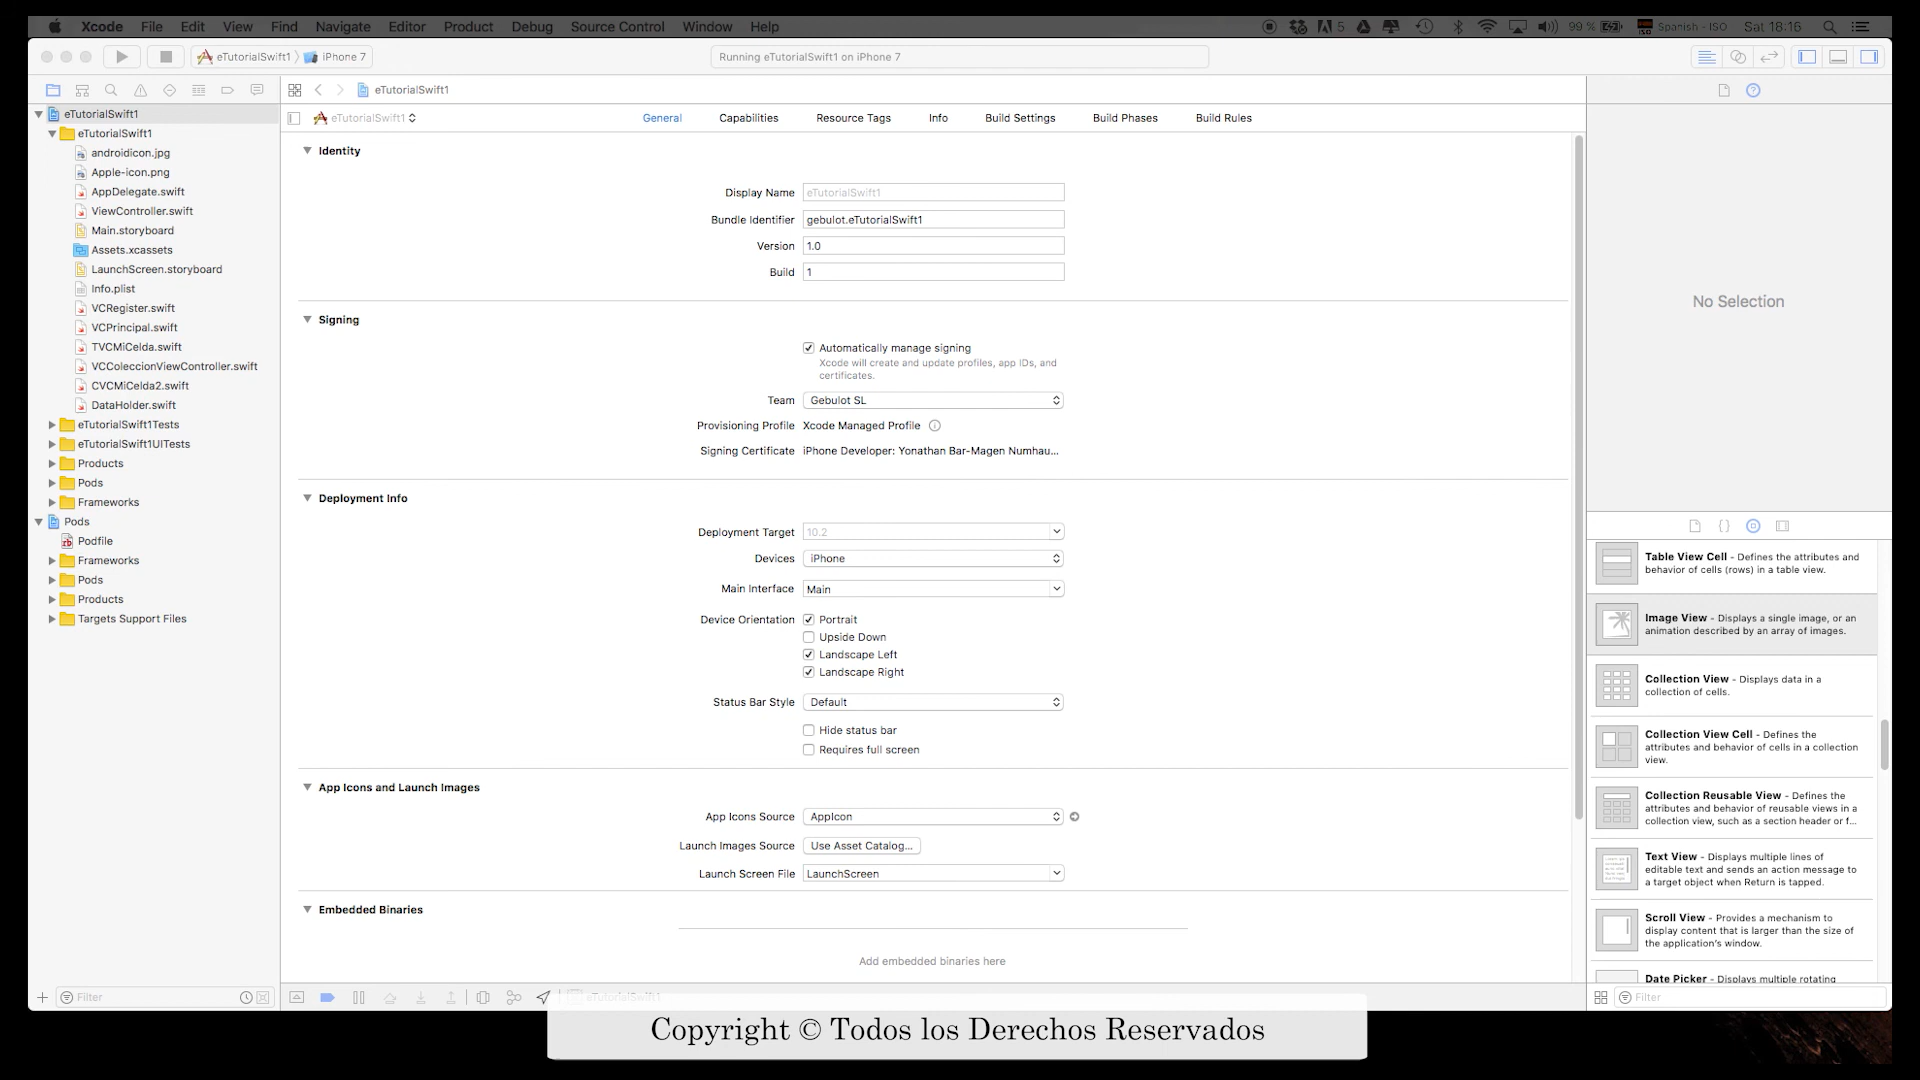 Xcode File Edit View Find Navigate Editor Product Debug Source Control Window Help
5 99 % ISO Spanish - ISO Sat 18:16
eTutorialSwift1 iPhone 7
Running eTutorialSwift1 on iPhone 7
eTutorialSwift1
eTutorialSwift1
General Capabilities Resource Tags Info Build Settings Build Phases Build Rules
eTutorialSwift1
eTutorialSwift1
androidicon.jpg
Apple-icon.png
AppDelegate.swift
ViewController.swift
Main.storyboard
Assets.xcassets
LaunchScreen.storyboard
Info.plist
VCRegister.swift
VCPrincipal.swift
TVCMiCelda.swift
VCColeccionViewController.swift
CVCMiCelda2.swift
DataHolder.swift
eTutorialSwift1Tests
eTutorialSwift1UITests
Products
Pods
Frameworks
Pods
Podfile
Frameworks
Pods
Products
Targets Support Files
Filter
Identity
Display Name eTutorialSwift1
Bundle Identifier gebulot.eTutorialSwift1
Version 1.0
Build 1
Signing
Automatically manage signing
Xcode will create and update profiles, app IDs, and
certificates.
Team Gebulot SL
Provisioning Profile Xcode Managed Profile
Signing Certificate iPhone Developer: Yonathan Bar-Magen Numhau...
Deployment Info
Deployment Target 10.2
Devices iPhone
Main Interface Main
Device Orientation Portrait
Upside Down
Landscape Left
Landscape Right
Status Bar Style Default
Hide status bar
Requires full screen
App Icons and Launch Images
App Icons Source AppIcon
Launch Images Source Use Asset Catalog...
Launch Screen File LaunchScreen
Embedded Binaries
Add embedded binaries here
eTutorialSwift1
No Selection
Table View Cell - Defines the attributes and
behavior of cells (rows) in a table view.
Image View - Displays a single image, or an
animation described by an array of images.
Collection View - Displays data in a
collection of cells.
Collection View Cell - Defines the
attributes and behavior of cells in a collection
view.
Collection Reusable View - Defines the
attributes and behavior of reusable views in a
collection view, such as a section header or f...
Text View - Displays multiple lines of
editable text and sends an action message to
a target object when Return is tapped.
Scroll View - Provides a mechanism to
display content that is larger than the size of
the application's window.
Date Picker - Displays multiple rotating
Filter
Copyright © Todos los Derechos Reservados